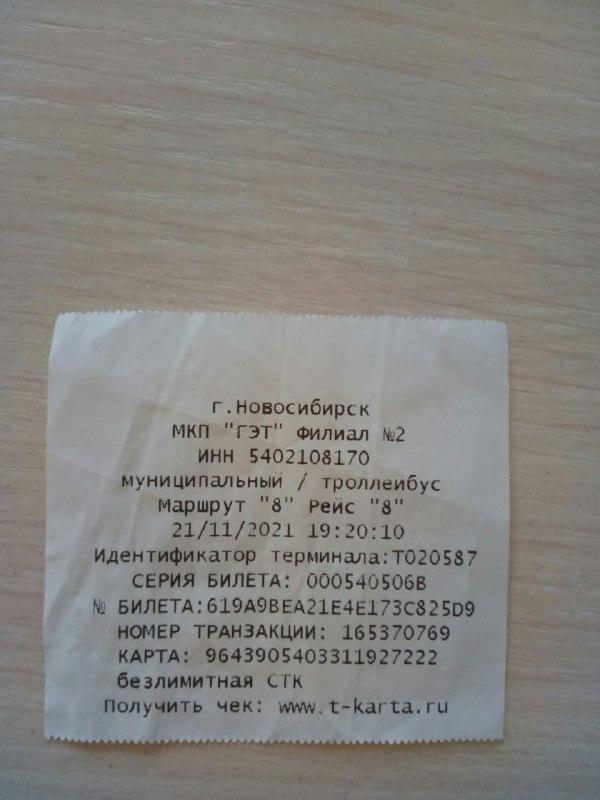 г.Новосибирск
МКП "ГЭТ" Филиал №2
ИНН 5402108170
муниципальный / троллейбус
Маршрут "8" Рейс "8"
21/11/2021 19:20:10
Идентификатор терминала:T020587
СЕРИЯ БИЛЕТА: 000540506B
№ БИЛЕТА:619A9BEA21E4E173C825D9
НОМЕР ТРАНЗАКЦИИ: 165370769
КАРТА: 9643905403311927222
безлимитная СТК
Получить чек: www.t-karta.ru